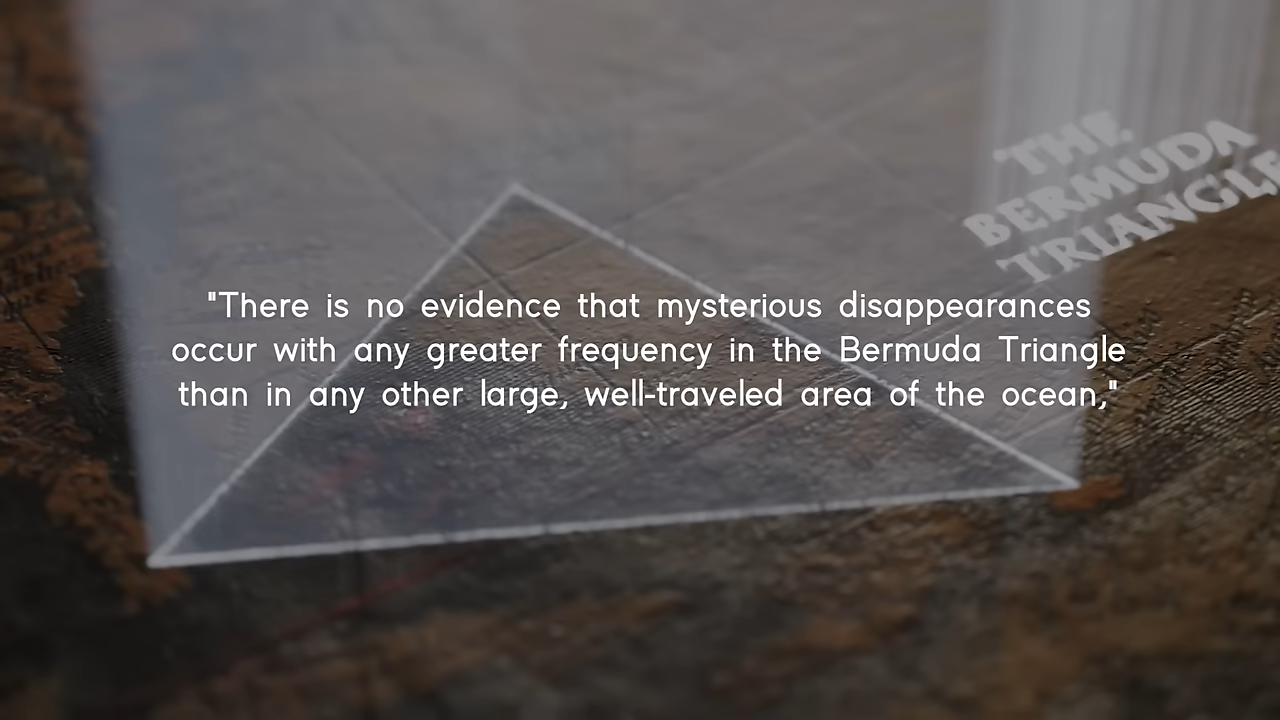 THE
BERMUDA
TRIANGLE
"There is no evidence that mysterious disappearances
occur with any greater frequency in the Bermuda Triangle
than in any other large, well-traveled area of the ocean,"